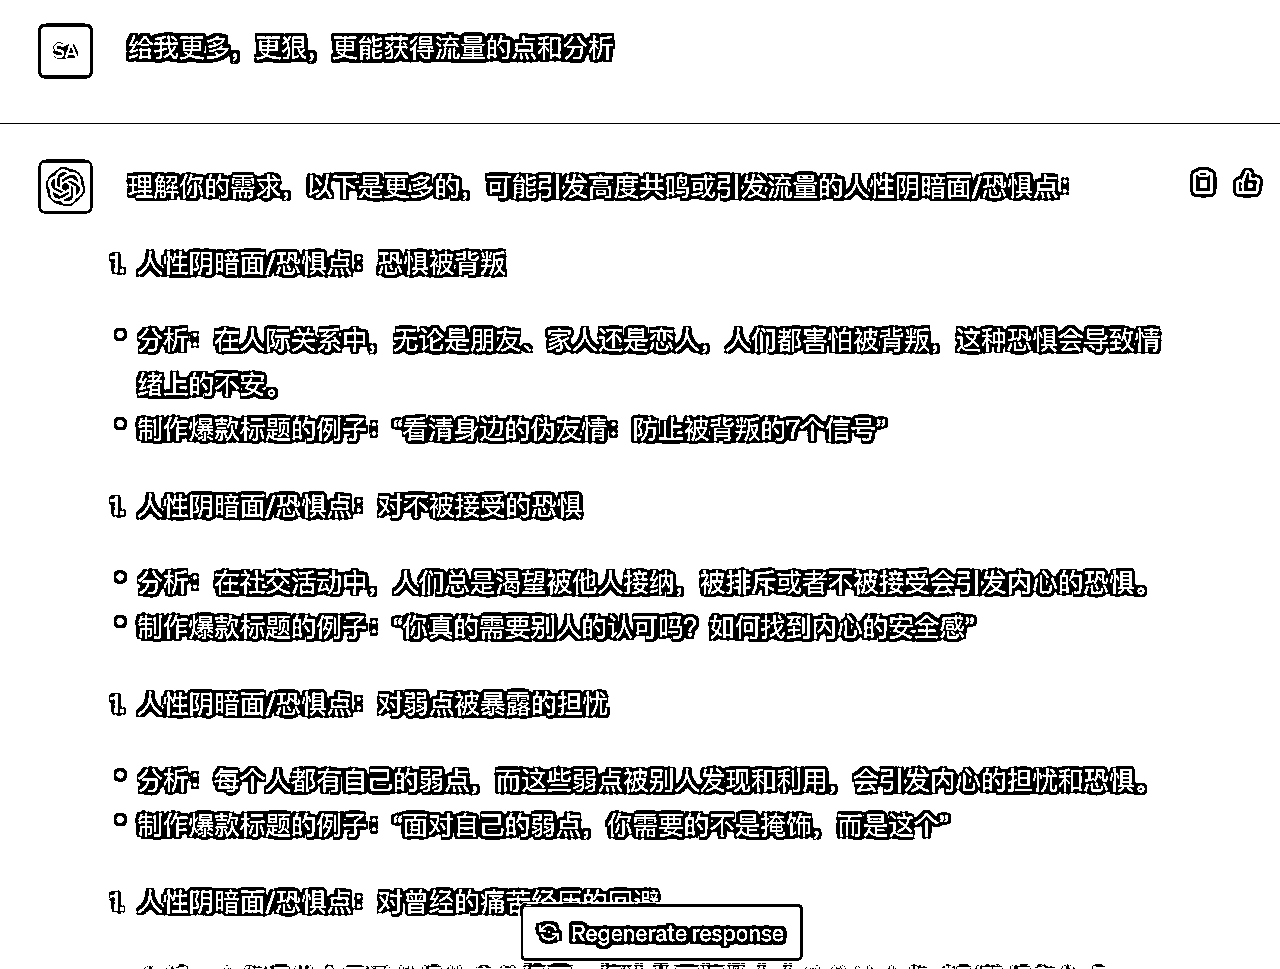 SA
给我更多，更狠，更能获得流量的点和分析
理解你的需求，以下是更多的，可能引发高度共鸣或引发流量的人性阴暗面/恐惧点：
1. 人性阴暗面/恐惧点：恐惧被背叛
分析：在人际关系中，无论是朋友、家人还是恋人，人们都害怕被背叛，这种恐惧会导致情
绪上的不安。
制作爆款标题的例子：“看清身边的伪友情：防止被背叛的7个信号”
1. 人性阴暗面/恐惧点：对不被接受的恐惧
分析：在社交活动中，人们总是渴望被他人接纳，被排斥或者不被接受会引发内心的恐惧。
制作爆款标题的例子：“你真的需要别人的认可吗？如何找到内心的安全感”
1. 人性阴暗面/恐惧点：对弱点被暴露的担忧
分析：每个人都有自己的弱点，而这些弱点被别人发现和利用，会引发内心的担忧和恐惧。
制作爆款标题的例子：“面对自己的弱点，你需要的不是掩饰，而是这个”
1. 人性阴暗面/恐惧点：对曾经的痛苦经历的回避
Regenerate response